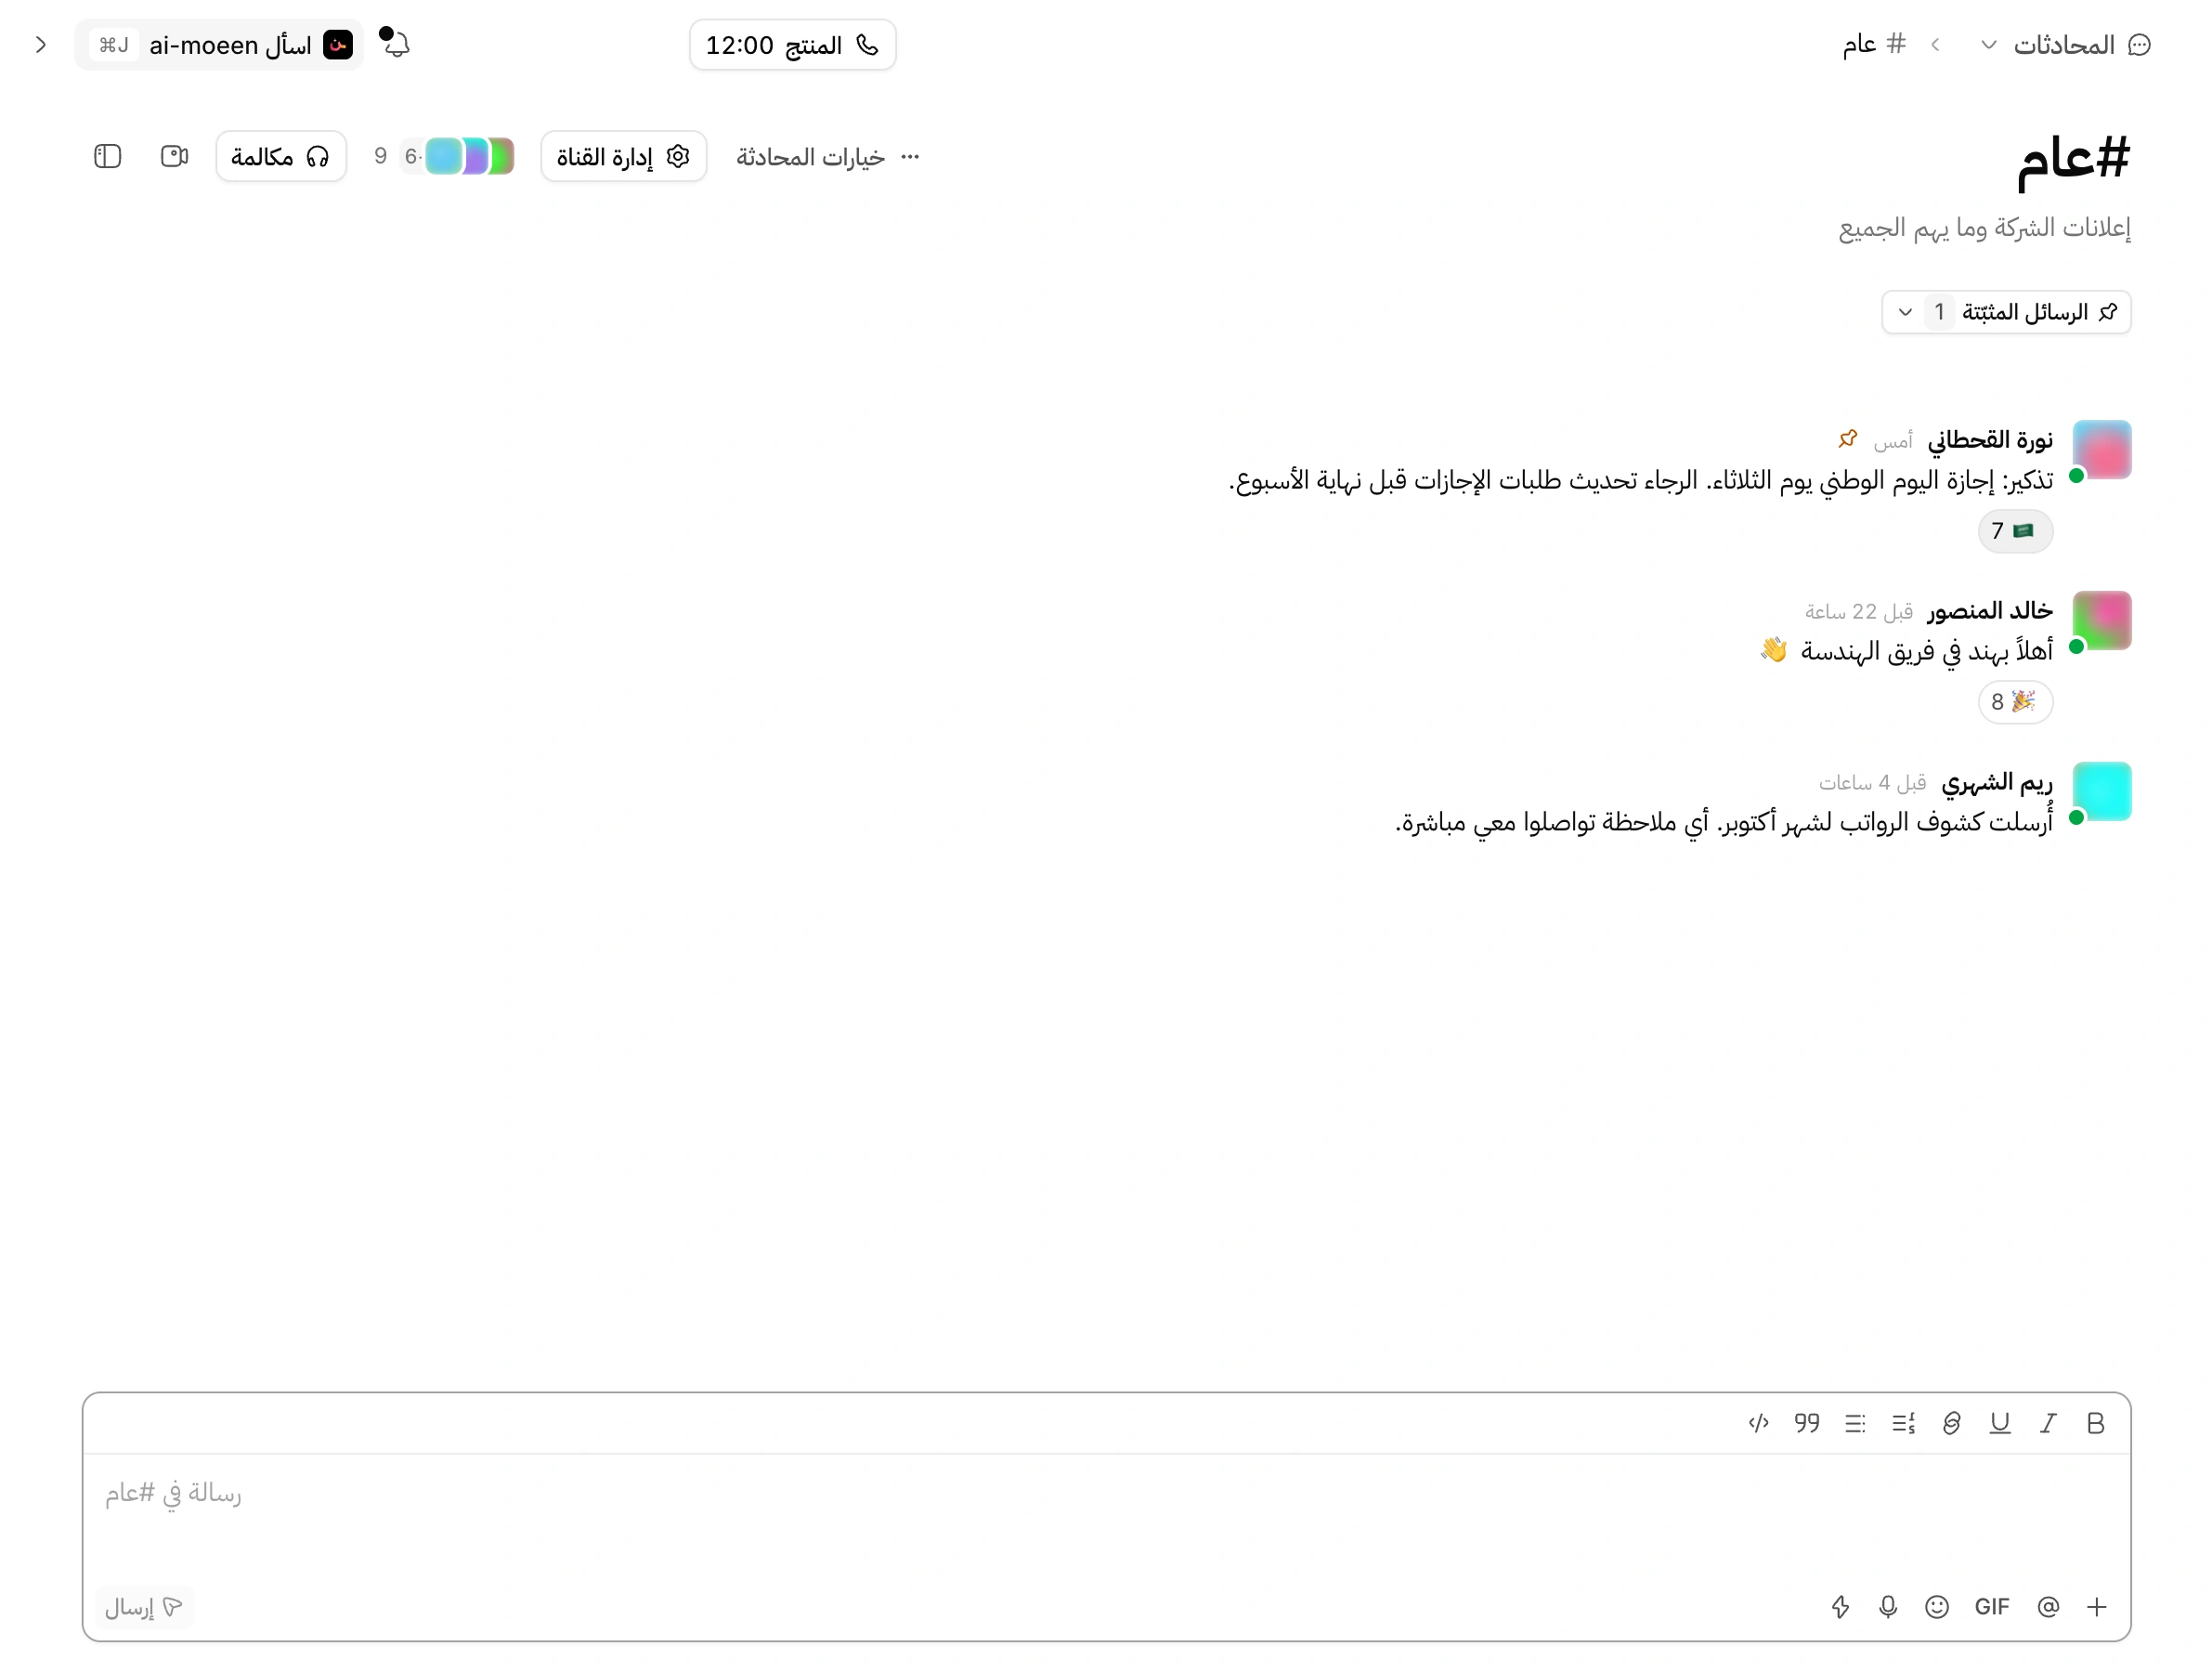 المحادثات
# عام
المنتج 12:00
اسأل ai-moeen ⌘J
#عام
خيارات المحادثة
إدارة القناة
9
مكالمة
إعلانات الشركة وما يهم الجميع
الرسائل المثبّتة 1
نورة القحطاني أمس
تذكير: إجازة اليوم الوطني يوم الثلاثاء. الرجاء تحديث طلبات الإجازات قبل نهاية الأسبوع.
🇸🇦 7
خالد المنصور قبل 22 ساعة
أهلاً بهند في فريق الهندسة 👋
🎉 8
ريم الشهري قبل 4 ساعات
أُرسلت كشوف الرواتب لشهر أكتوبر. أي ملاحظة تواصلوا معي مباشرة.
رسالة في #عام
GIF
إرسال